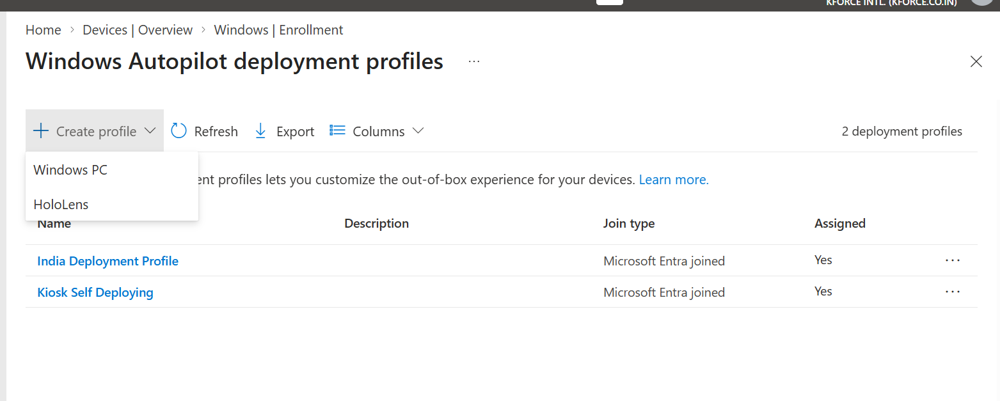 KFORCE INTL. (KFORCE.CO.IN)
Home > Devices | Overview > Windows | Enrollment
Windows Autopilot deployment profiles ...
Create profile Refresh Export Columns 2 deployment profiles
Windows PC
ent profiles lets you customize the out-of-box experience for your devices. Learn more.
HoloLens
Name Description Join type Assigned
India Deployment Profile Microsoft Entra joined Yes ...
Kiosk Self Deploying Microsoft Entra joined Yes ...